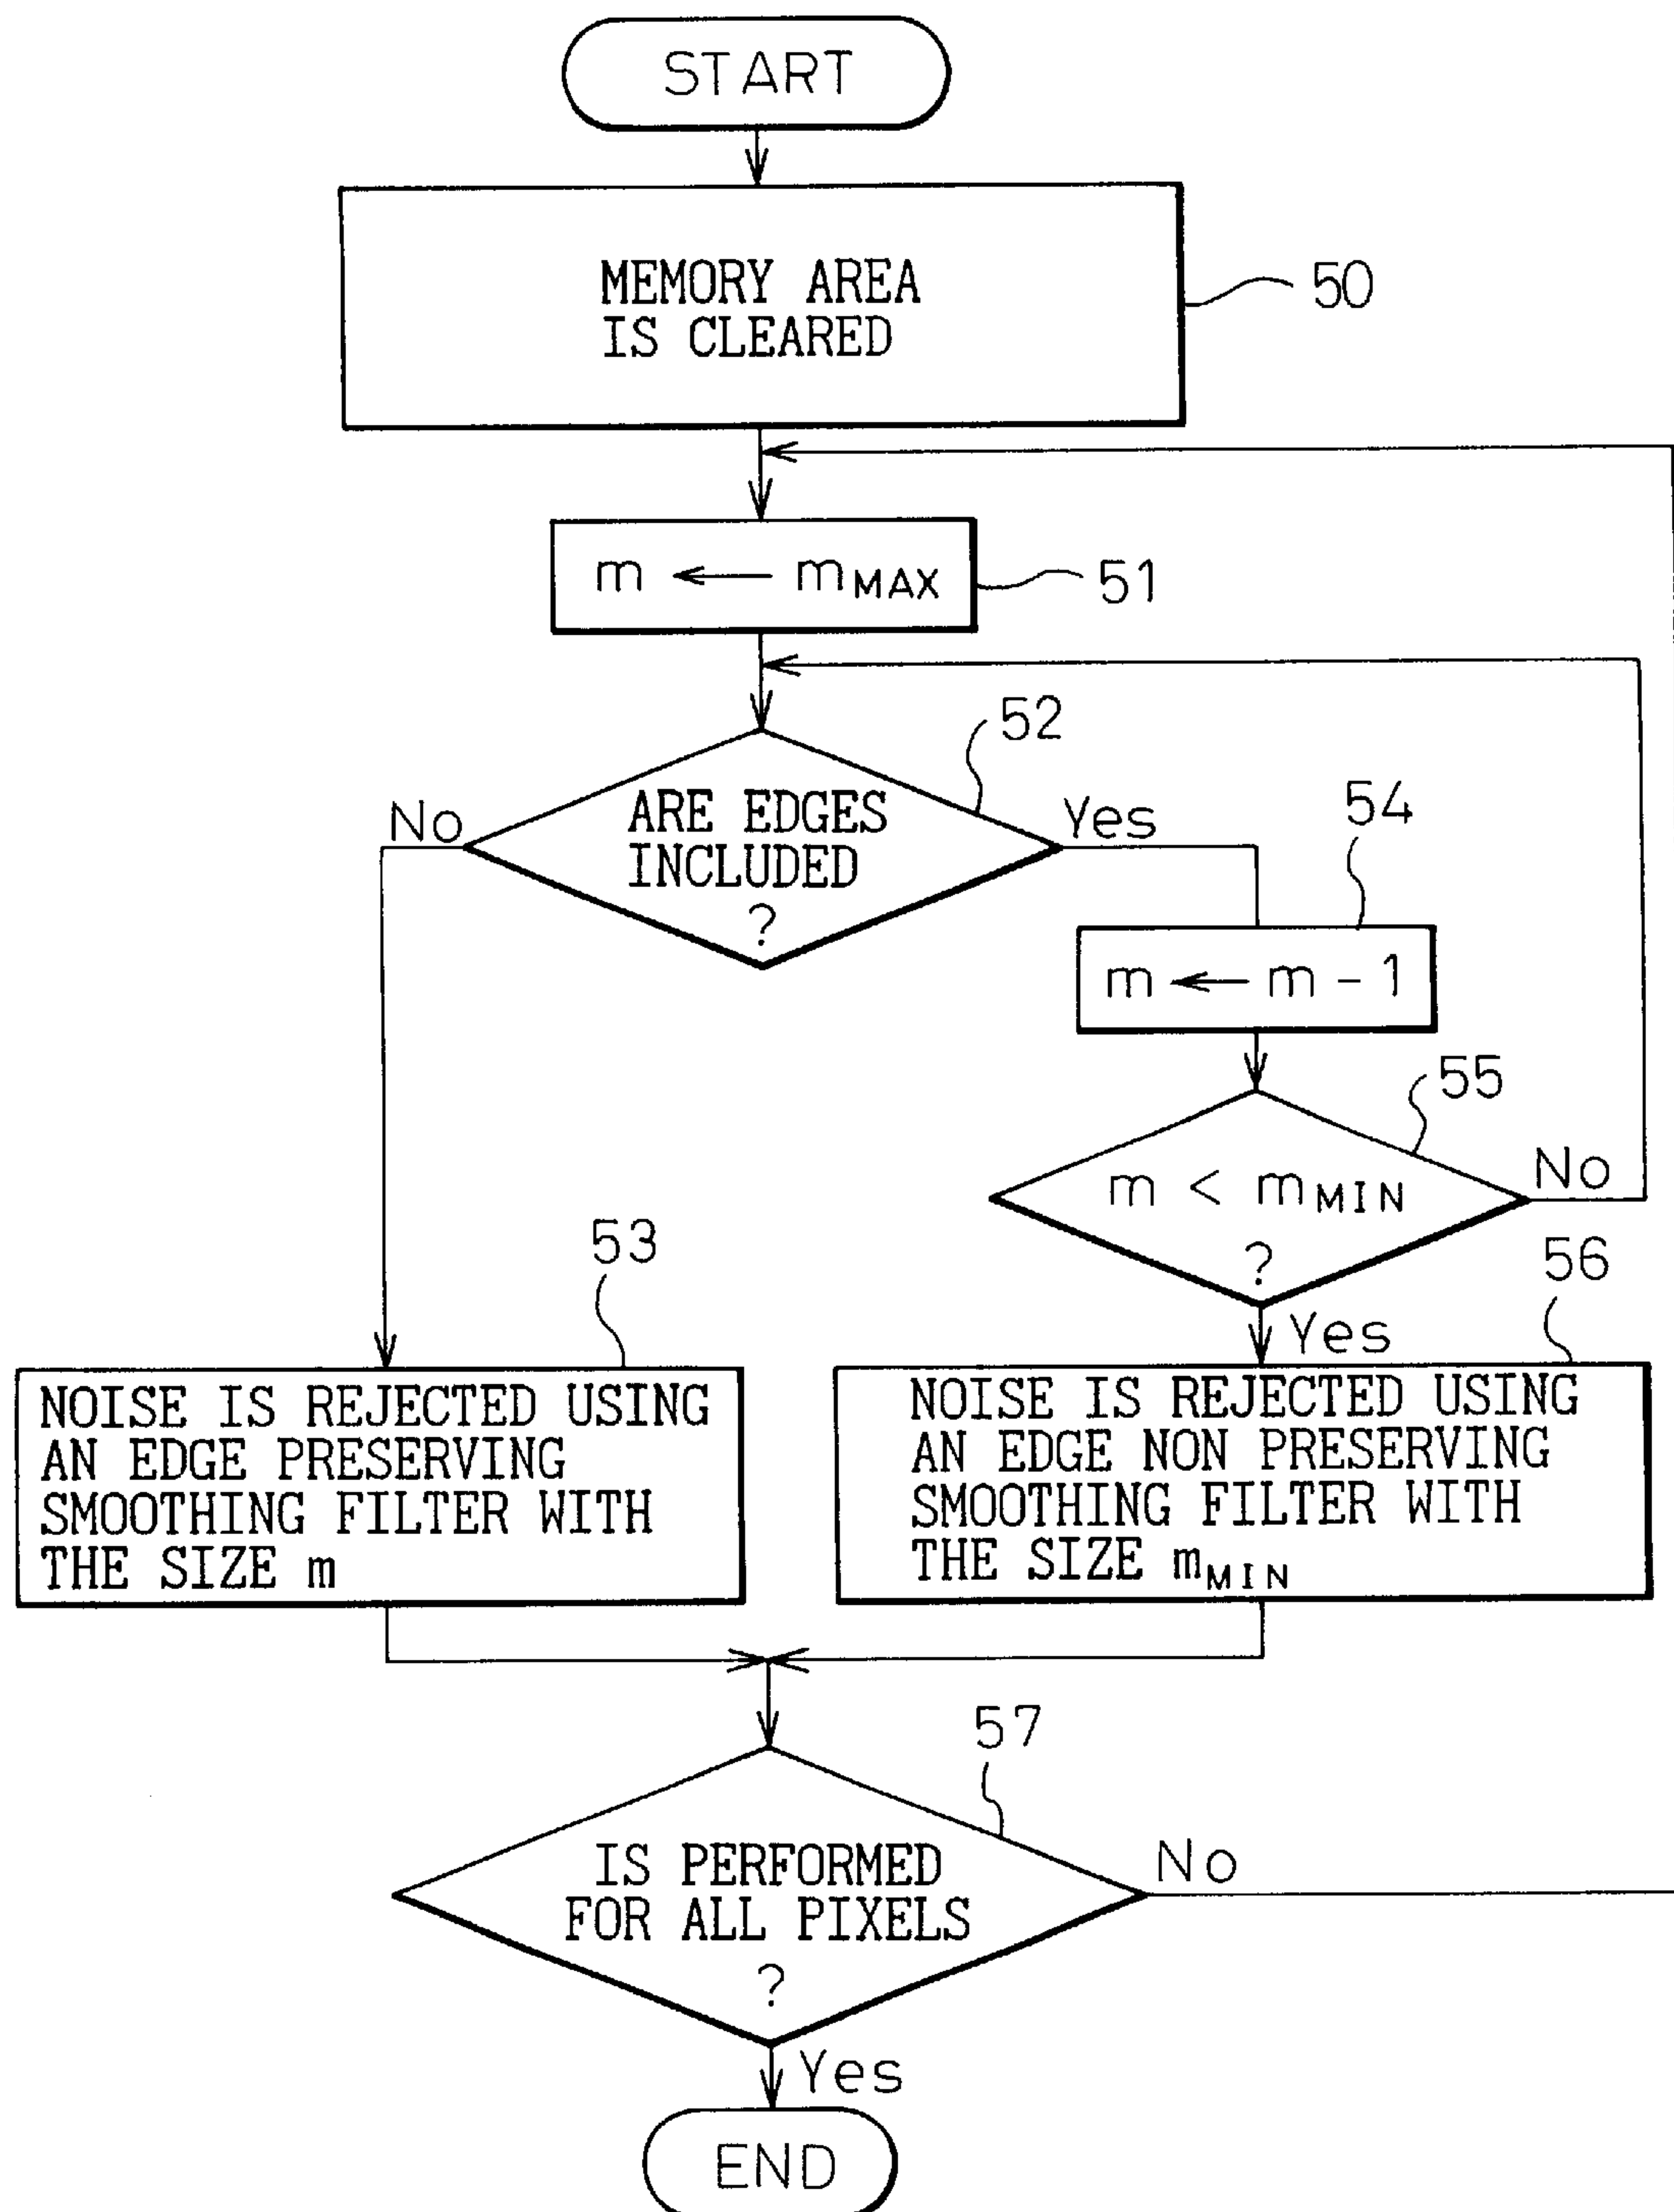 START
MEMORY AREA
IS CLEARED
50
m ← mMAX
51
52
ARE EDGES
INCLUDED
?
No
Yes
54
m ← m - 1
55
m < mMIN
?
No
Yes
53
NOISE IS REJECTED USING
AN EDGE PRESERVING
SMOOTHING FILTER WITH
THE SIZE m
56
NOISE IS REJECTED USING
AN EDGE NON PRESERVING
SMOOTHING FILTER WITH
THE SIZE mMIN
57
IS PERFORMED
FOR ALL PIXELS
?
No
Yes
END